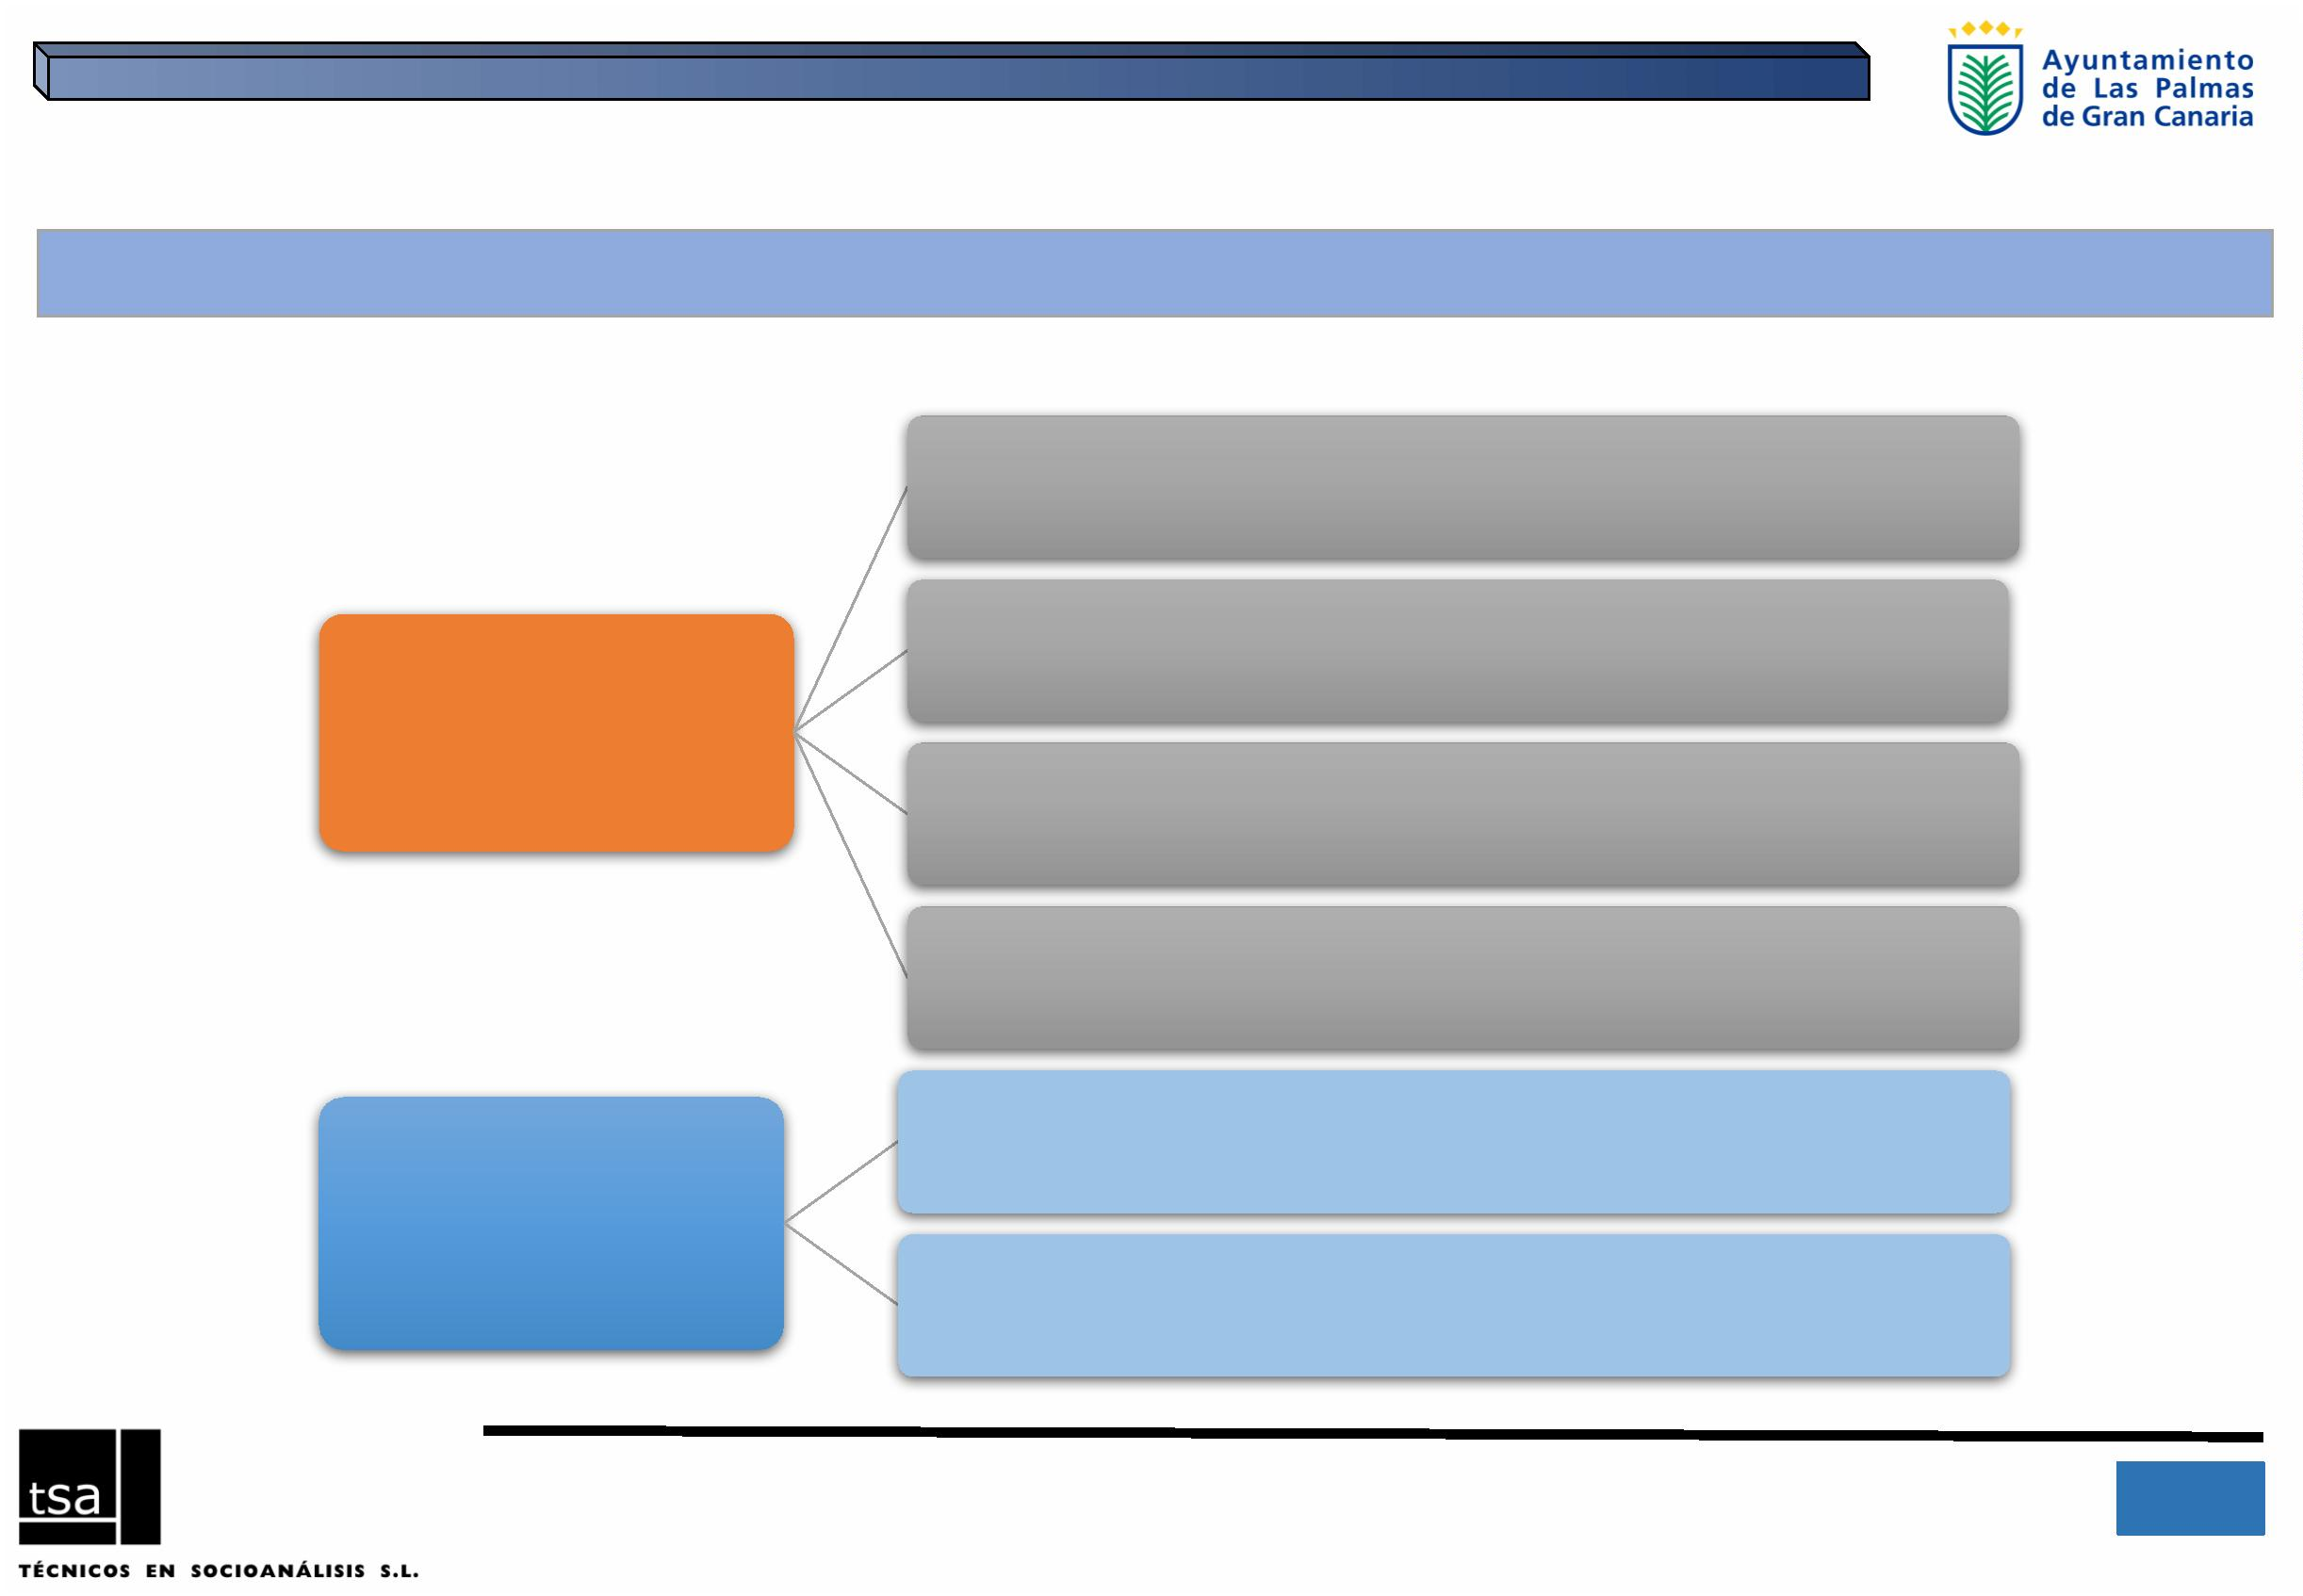 Ayuntamiento
de Las Palmas
de Gran Canaria
tsa
TÉCNICOS EN SOCIOANÁLISIS S.L.